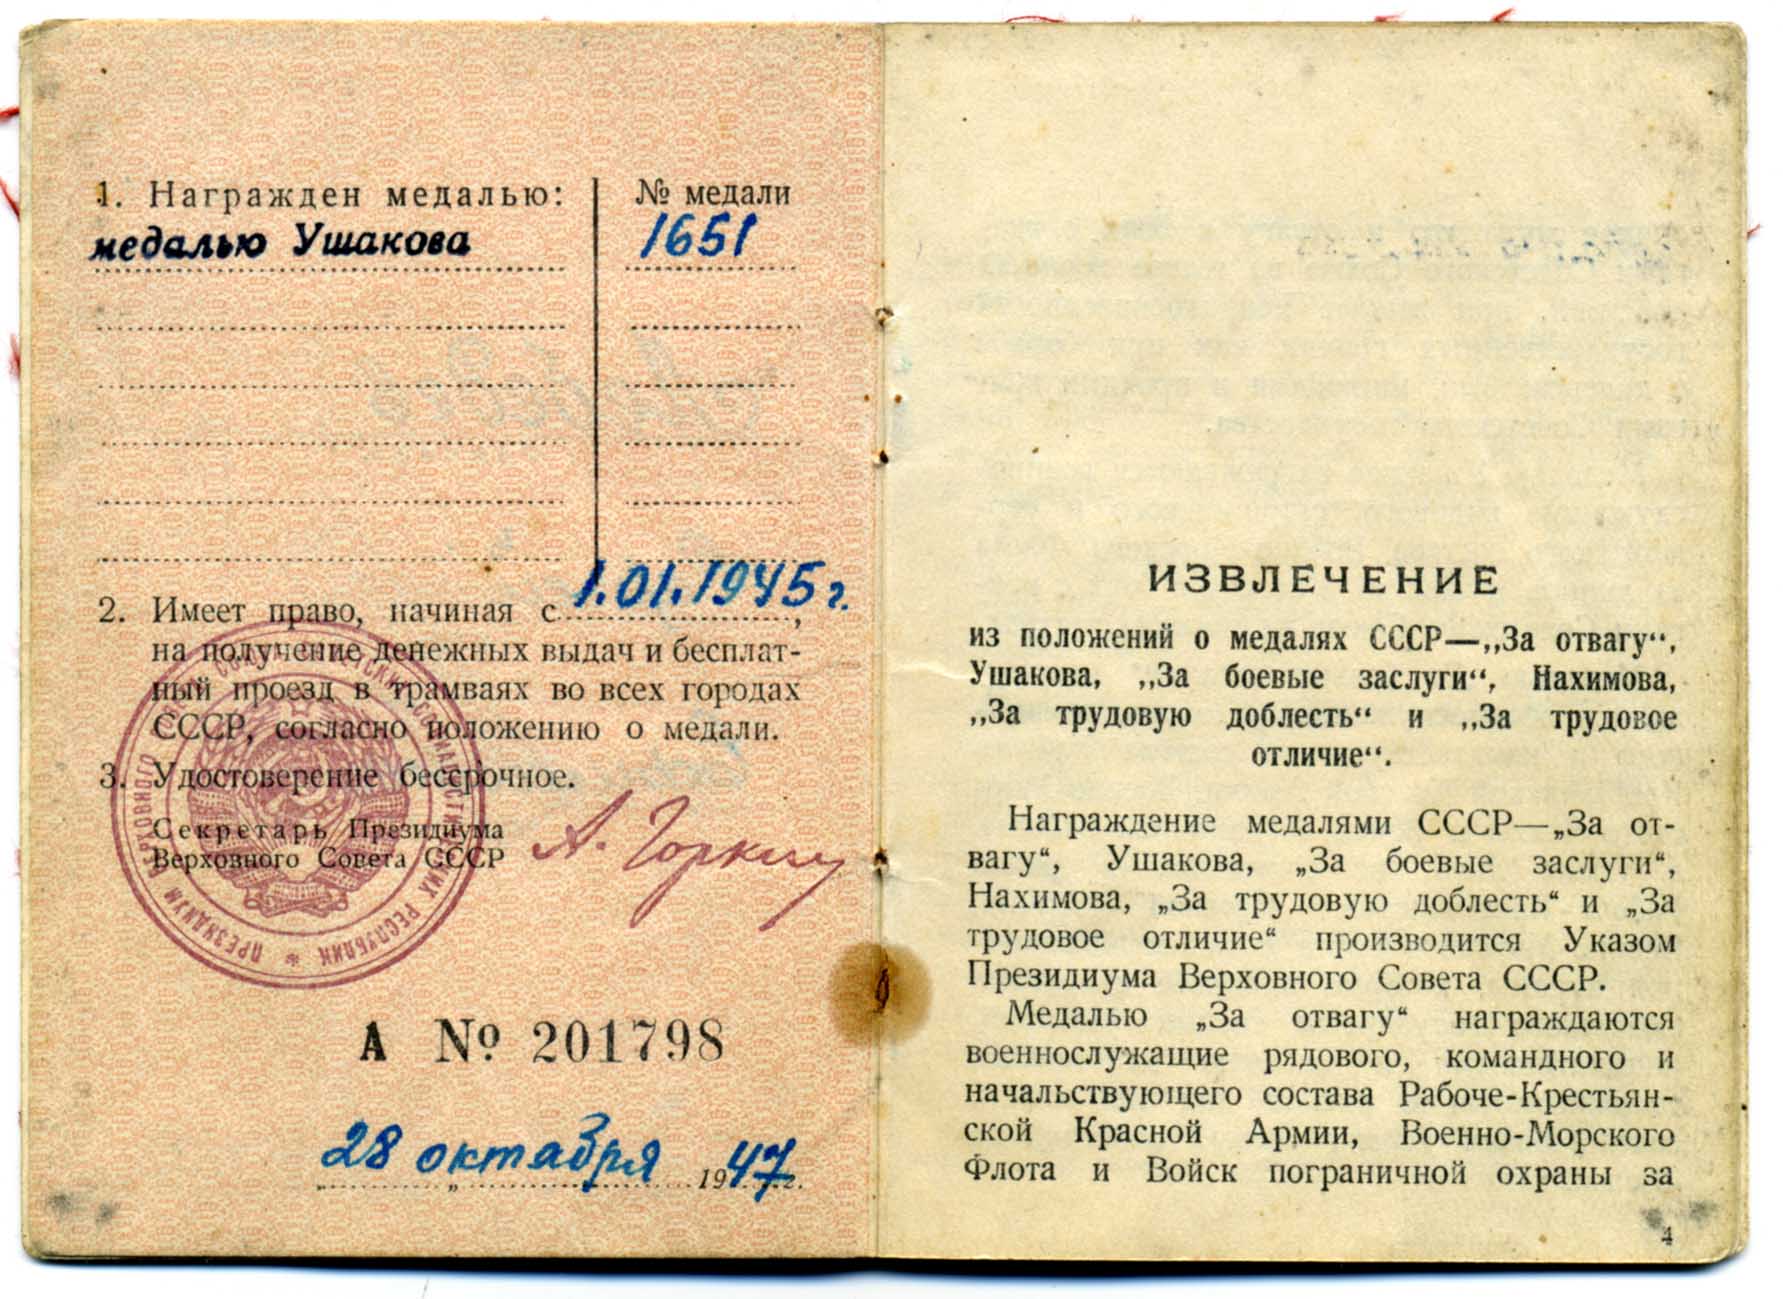 1. Награжден медалью:
№ медали
медалью Ушакова
1651
2. Имеет право, начиная с 1.01.1945 г.,
на получение денежных выдач и бесплат-
ный проезд в трамваях во всех городах
СССР, согласно положению о медали.
3. Удостоверение бессрочное.
Секретарь Президиума
Верховного Совета СССР
А. Горкин
ПРЕЗИДИУМ ВЕРХОВНОГО РЕСПУБЛИК *
А № 201798
28 октября 1947 г.
ИЗВЛЕЧЕНИЕ
из положений о медалях СССР—„За отвагу“,
Ушакова, „За боевые заслуги“, Нахимова,
„За трудовую доблесть“ и „За трудовое
отличие“.
Награждение медалями СССР—„За от-
вагу“, Ушакова, „За боевые заслуги“,
Нахимова, „За трудовую доблесть“ и „За
трудовое отличие“ производится Указом
Президиума Верховного Совета СССР.
Медалью „За отвагу“ награждаются
военнослужащие рядового, командного и
начальствующего состава Рабоче-Крестьян-
ской Красной Армии, Военно-Морского
Флота и Войск пограничной охраны за
4